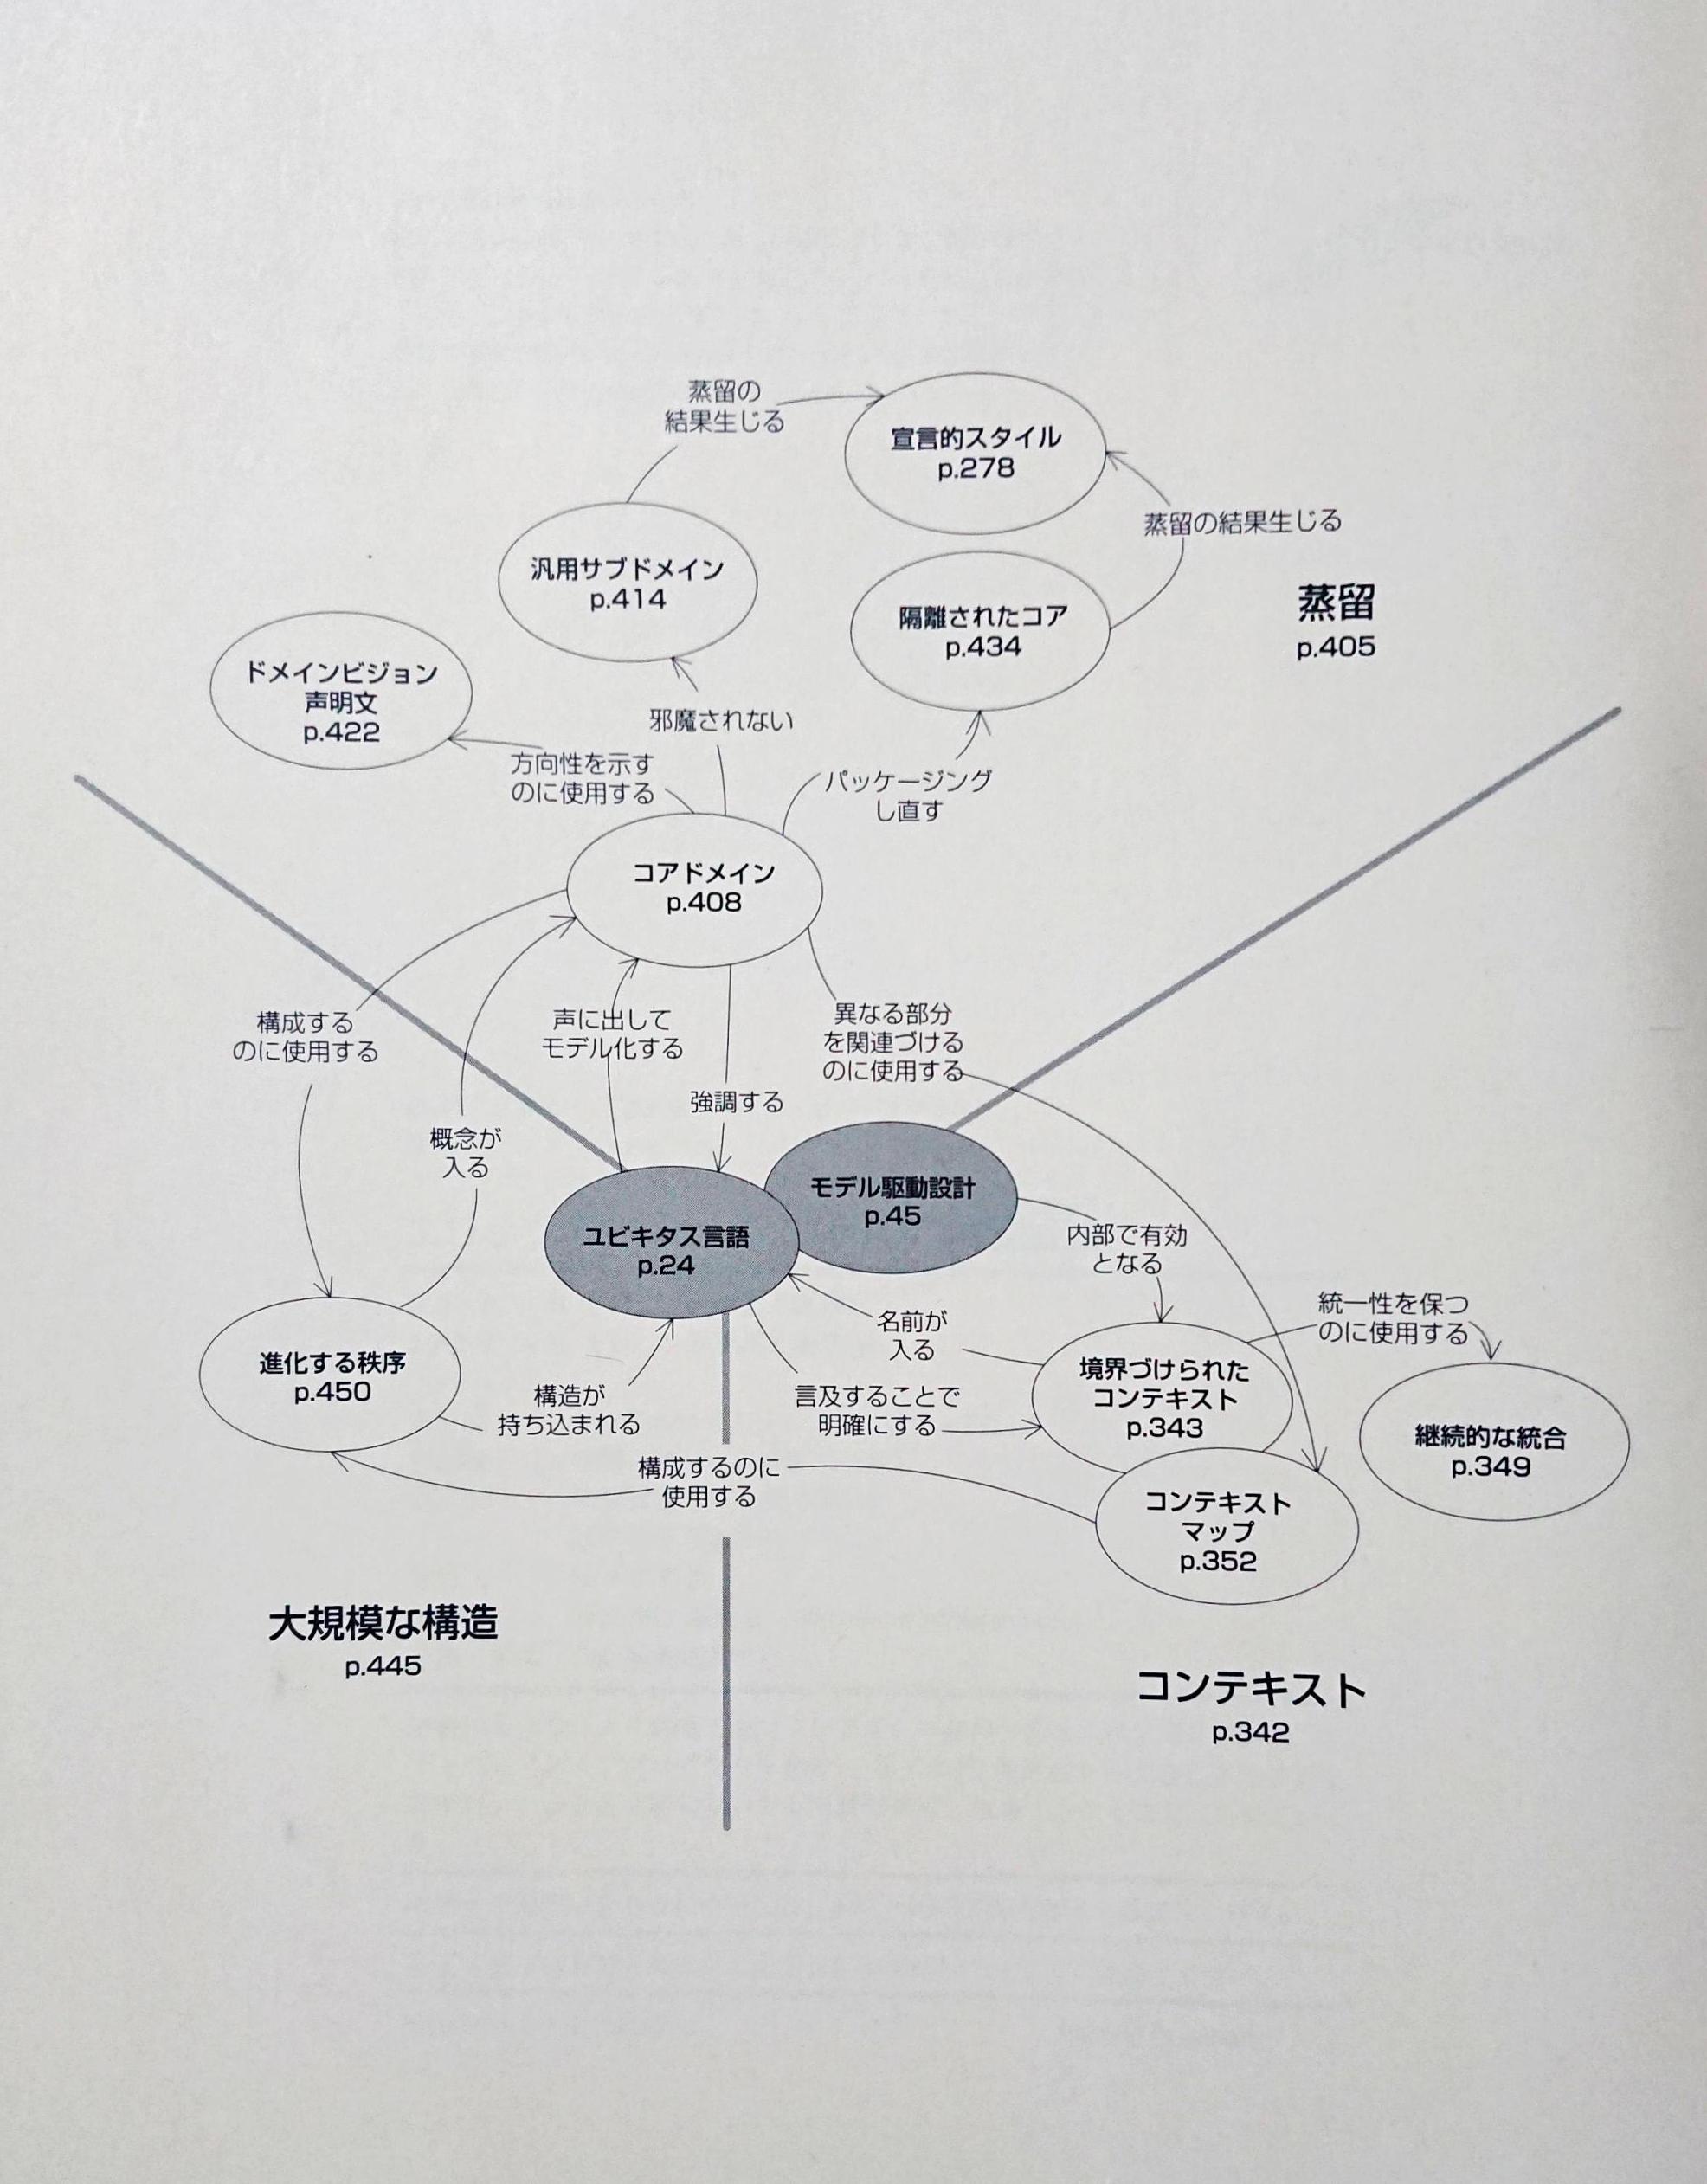 蒸留の
結果生じる
宣言的スタイル
p.278
蒸留の結果生じる
汎用サブドメイン
p.414
隔離されたコア
p.434
蒸留
p.405
ドメインビジョン
声明文
p.422
邪魔されない
方向性を示す
のに使用する
パッケージング
し直す
コアドメイン
p.408
構成する
のに使用する
声に出して
モデル化する
異なる部分
を関連づける
のに使用する
強調する
概念が
入る
モデル駆動設計
p.45
ユビキタス言語
p.24
内部で有効
となる
名前が
入る
統一性を保つ
のに使用する
進化する秩序
p.450
構造が
持ち込まれる
言及することで
明確にする
境界づけられた
コンテキスト
p.343
継続的な統合
p.349
構成するのに
使用する
コンテキスト
マップ
p.352
大規模な構造
p.445
コンテキスト
p.342